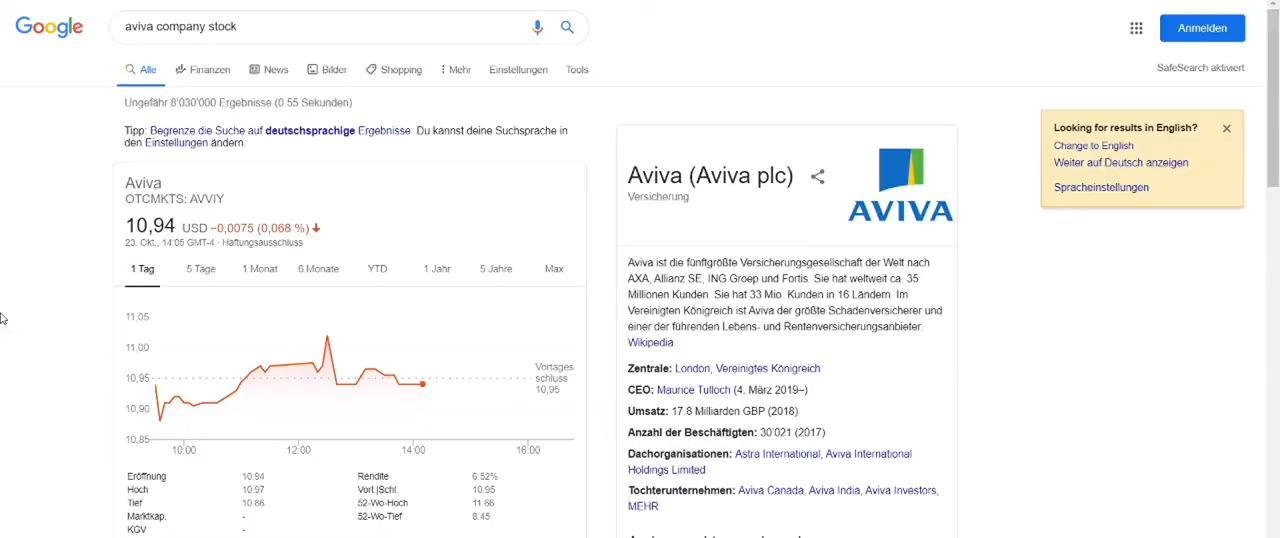 Google
aviva company stock
Anmelden
Alle
Finanzen
News
Bilder
Shopping
Mehr
Einstellungen
Tools
SafeSearch aktiviert
Ungefähr 8'030'000 Ergebnisse (0.55 Sekunden)
Tipp: Begrenze die Suche auf deutschsprachige Ergebnisse. Du kannst deine Suchsprache in
den Einstellungen ändern.
Aviva
OTCMKTS: AVVIY
10,94 USD −0,0075 (0,068 %)
23. Okt., 14:05 GMT-4 · Haftungsausschluss
1 Tag
5 Tage
1 Monat
6 Monate
YTD
1 Jahr
5 Jahre
Max
11,05
11,00
10,95
10,90
10,85
Vortages
schluss
10,95
10:00
12:00
14:00
16:00
Eröffnung 10.94 Rendite 6.52%
Hoch 10.97 Vorl.|Schl. 10.95
Tief 10.86 52-Wo-Hoch 11.66
Marktkap. - 52-Wo-Tief 8.45
KGV -
Aviva (Aviva plc)
Versicherung
AVIVA
Aviva ist die fünftgrößte Versicherungsgesellschaft der Welt nach
AXA, Allianz SE, ING Groep und Fortis. Sie hat weltweit ca. 35
Millionen Kunden. Sie hat 33 Mio. Kunden in 16 Ländern. Im
Vereinigten Königreich ist Aviva der größte Schadenversicherer und
einer der führenden Lebens- und Rentenversicherungsanbieter.
Wikipedia
Zentrale: London, Vereinigtes Königreich
CEO: Maurice Tulloch (4. März 2019–)
Umsatz: 17.8 Milliarden GBP (2018)
Anzahl der Beschäftigten: 30'021 (2017)
Dachorganisationen: Astra International, Aviva International
Holdings Limited
Tochterunternehmen: Aviva Canada, Aviva India, Aviva Investors,
MEHR
Looking for results in English?
Change to English
Weiter auf Deutsch anzeigen
Spracheinstellungen